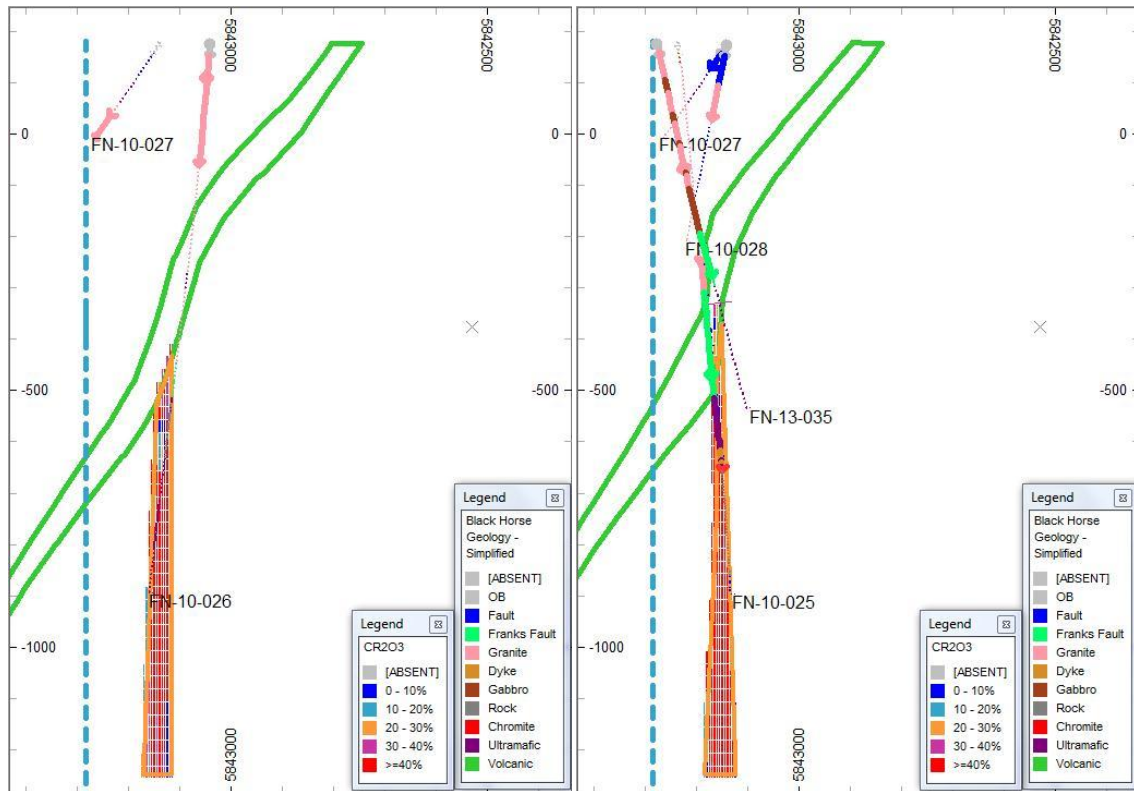 5843000
5842500
0
FN-10-027
-500
FN-10-026
-1000
5843000
Legend
CR2O3
[ABSENT]
0 - 10%
10 - 20%
20 - 30%
30 - 40%
>=40%
Legend
Black Horse
Geology -
Simplified
[ABSENT]
OB
Fault
Franks Fault
Granite
Dyke
Gabbro
Rock
Chromite
Ultramafic
Volcanic
5843000
5842500
0
0
FN-10-027
FN-10-028
-500
-500
FN-13-035
FN-10-025
-1000
5843000
Legend
CR2O3
[ABSENT]
0 - 10%
10 - 20%
20 - 30%
30 - 40%
>=40%
Legend
Black Horse
Geology -
Simplified
[ABSENT]
OB
Fault
Franks Fault
Granite
Dyke
Gabbro
Rock
Chromite
Ultramafic
Volcanic